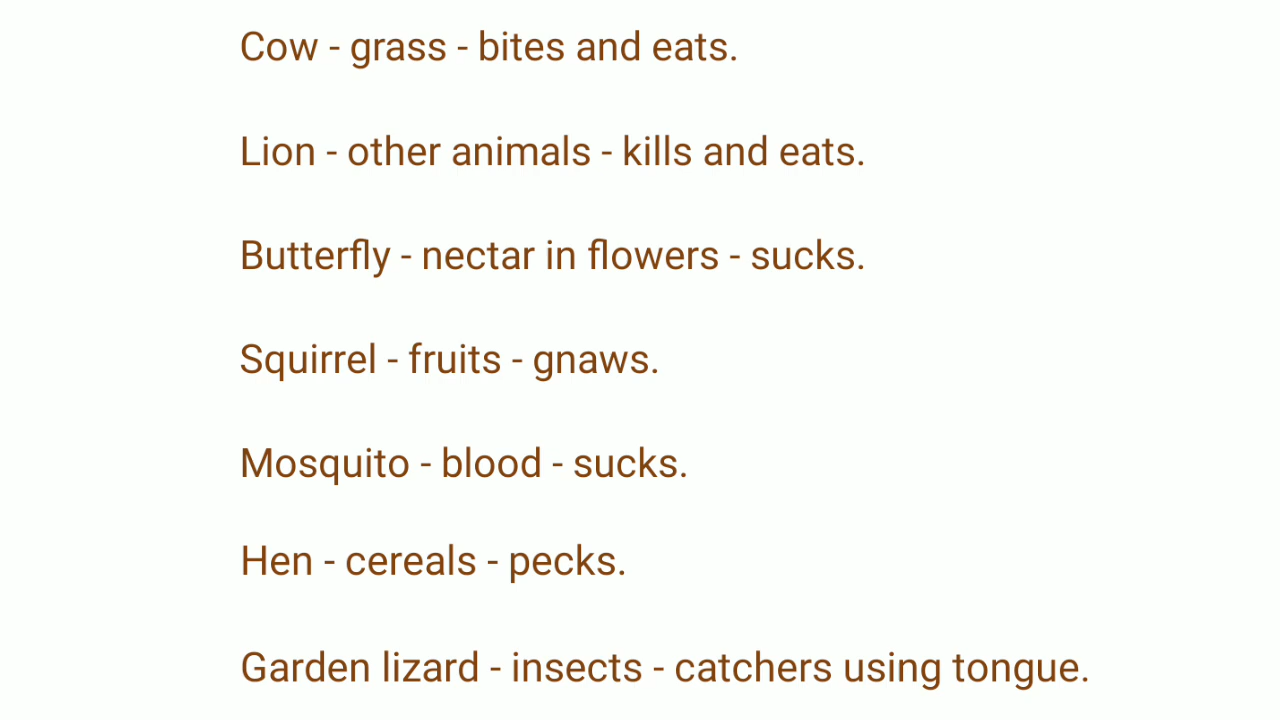 Cow - grass - bites and eats.
Lion - other animals - kills and eats.
Butterfly - nectar in flowers - sucks.
Squirrel - fruits - gnaws.
Mosquito - blood - sucks.
Hen - cereals - pecks.
Garden lizard - insects - catchers using tongue.